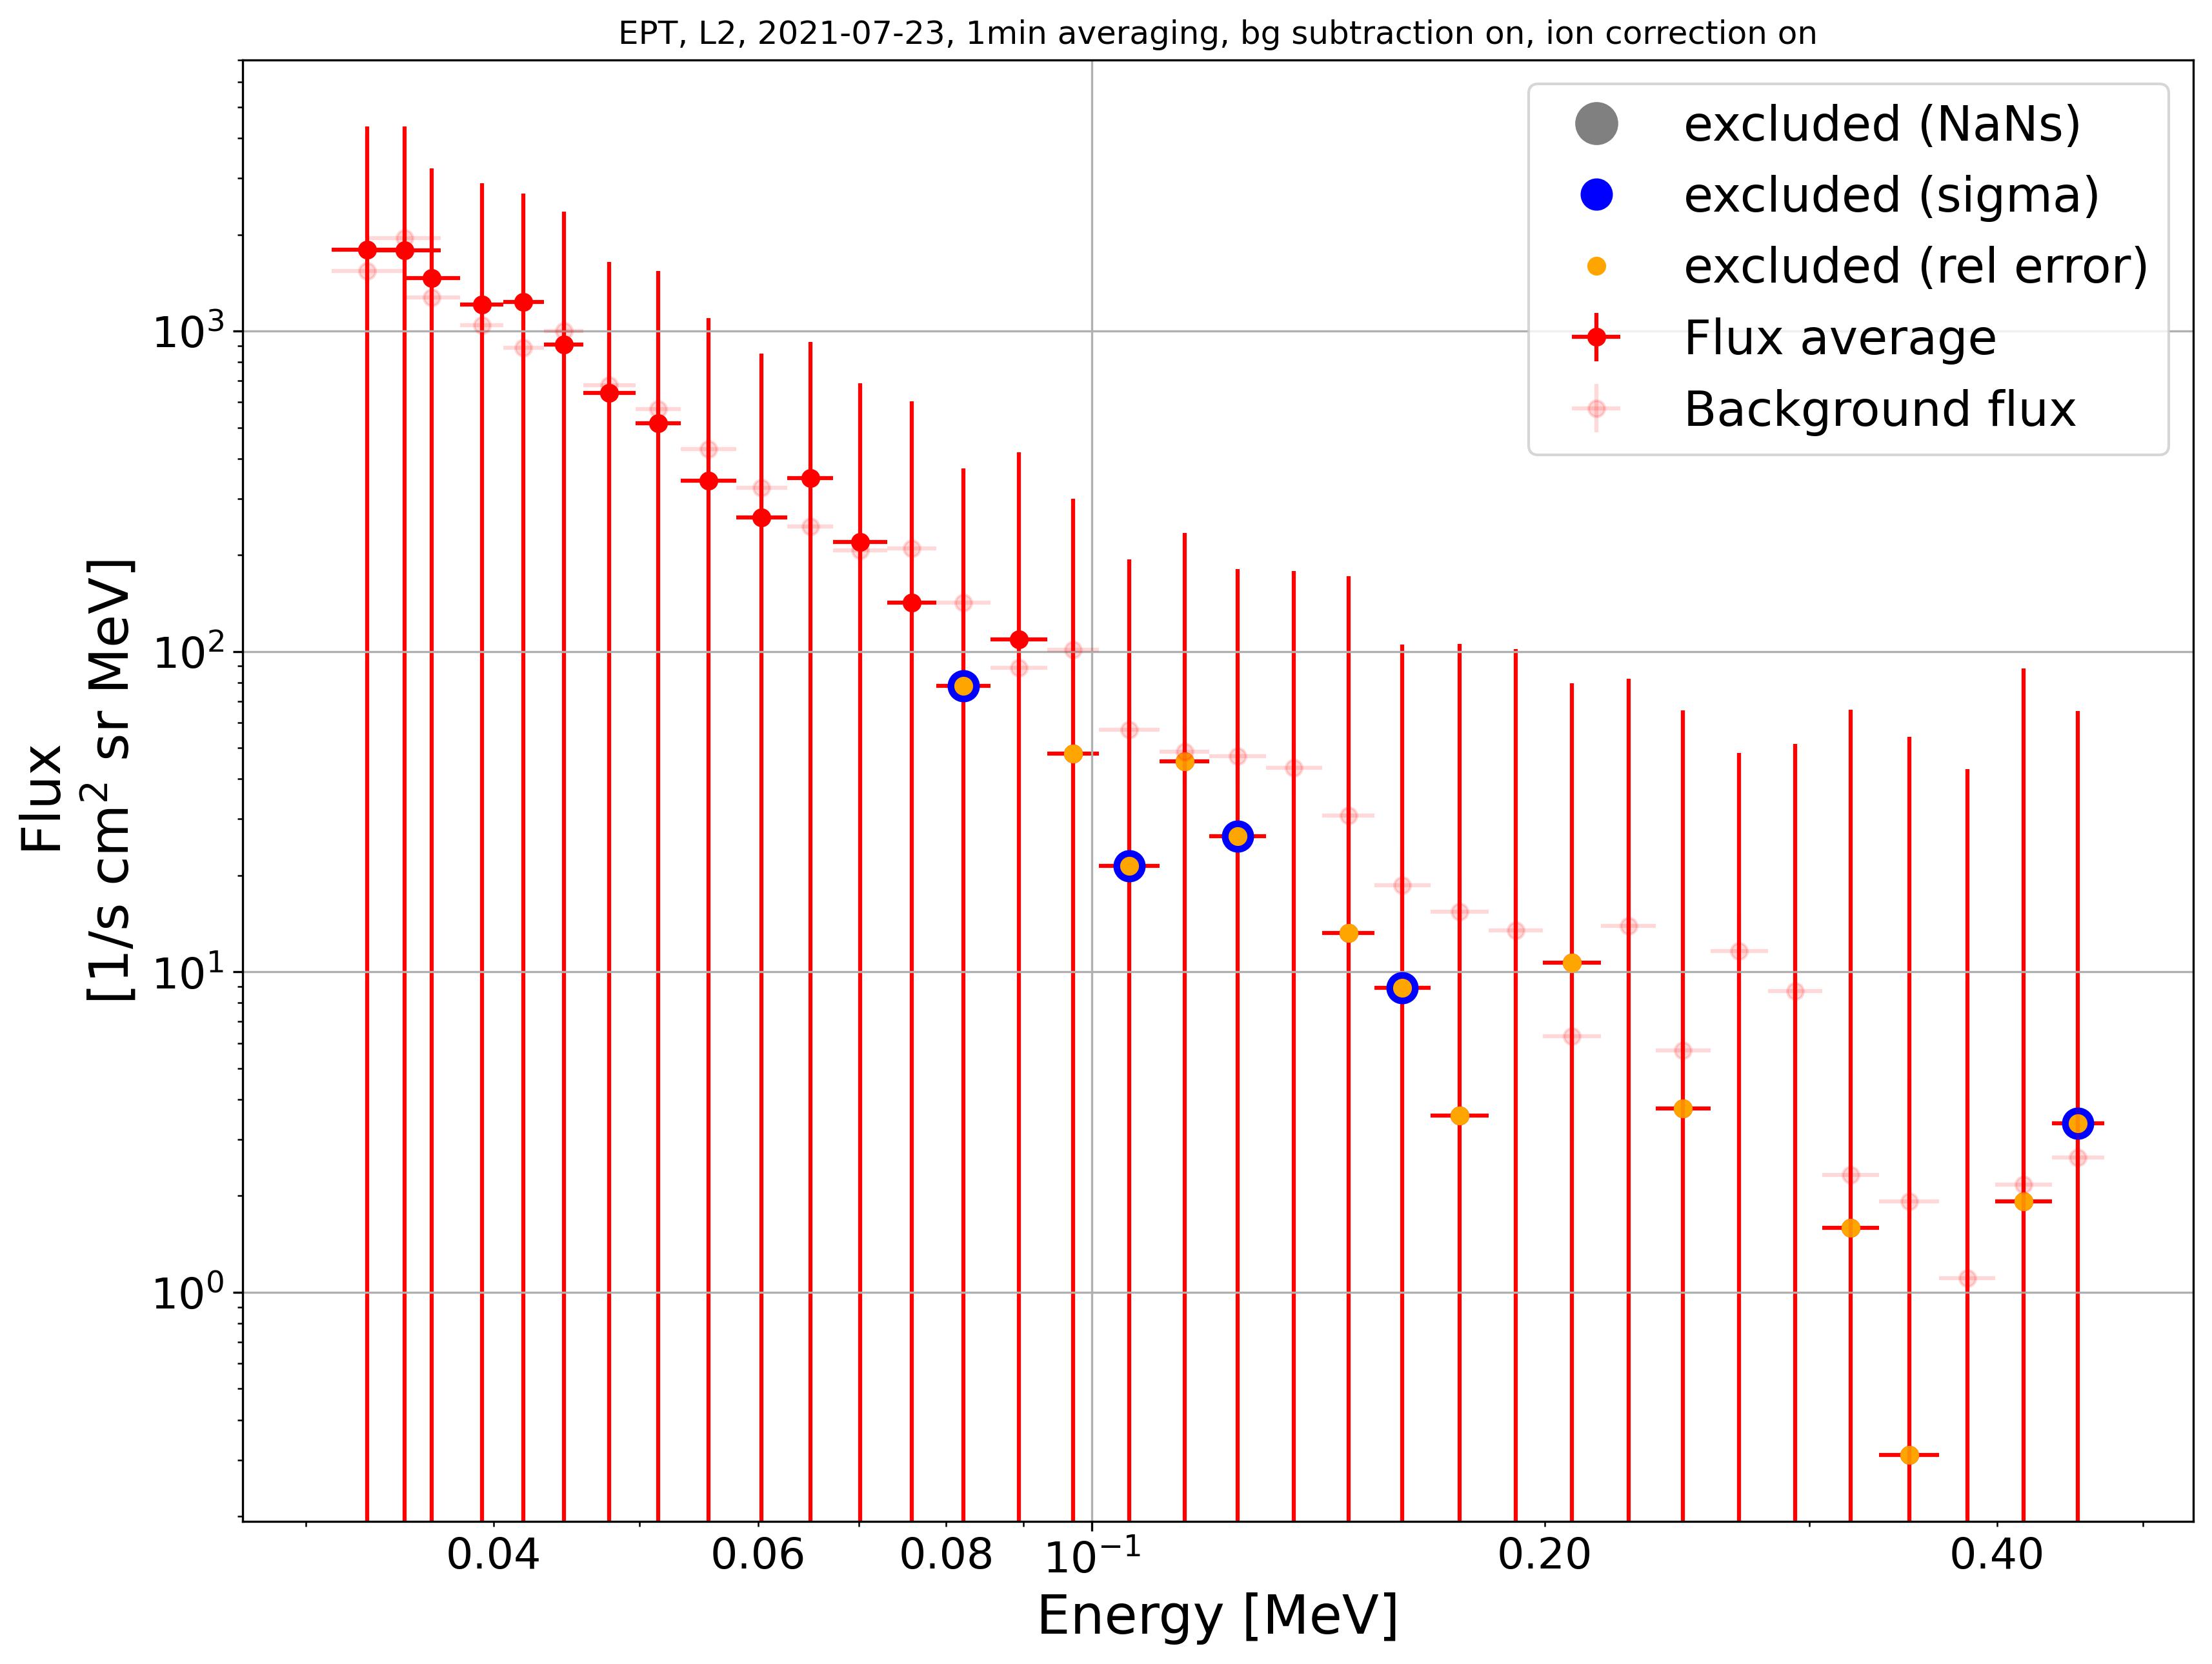 EPT, L2, 2021-07-23, 1min averaging, bg subtraction on, ion correction on
excluded (NaNs)
excluded (sigma)
excluded (rel error)
Flux average
Background flux
Flux
[1/s cm² sr MeV]
10³
10²
10¹
10⁰
0.04 0.06 0.08 10⁻¹ 0.20 0.40
Energy [MeV]